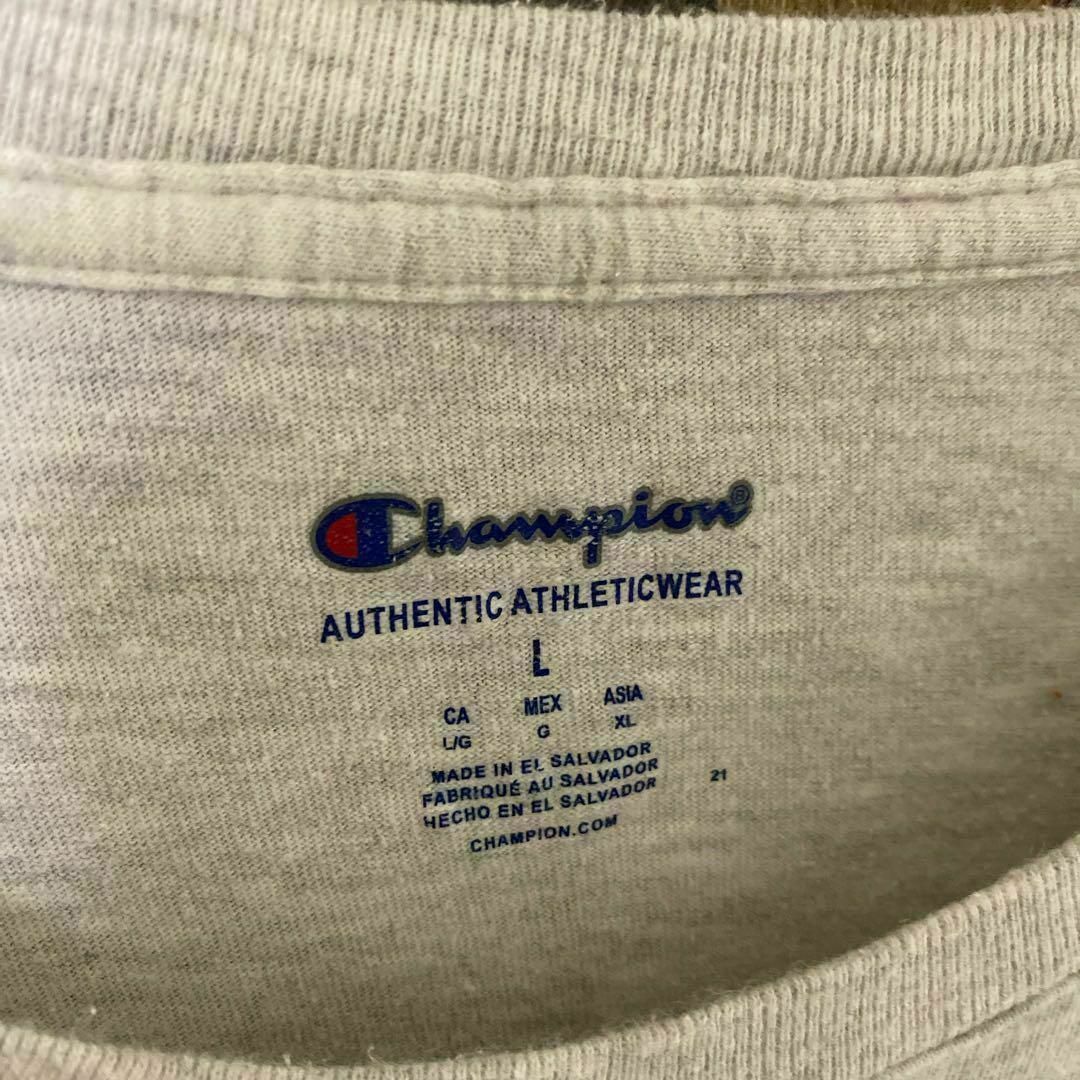 Champion®
AUTHENTIC ATHLETICWEAR
L
CA MEX ASIA
L/G G XL
MADE IN EL SALVADOR
FABRIQUÉ AU SALVADOR
HECHO EN EL SALVADOR
21
CHAMPION.COM